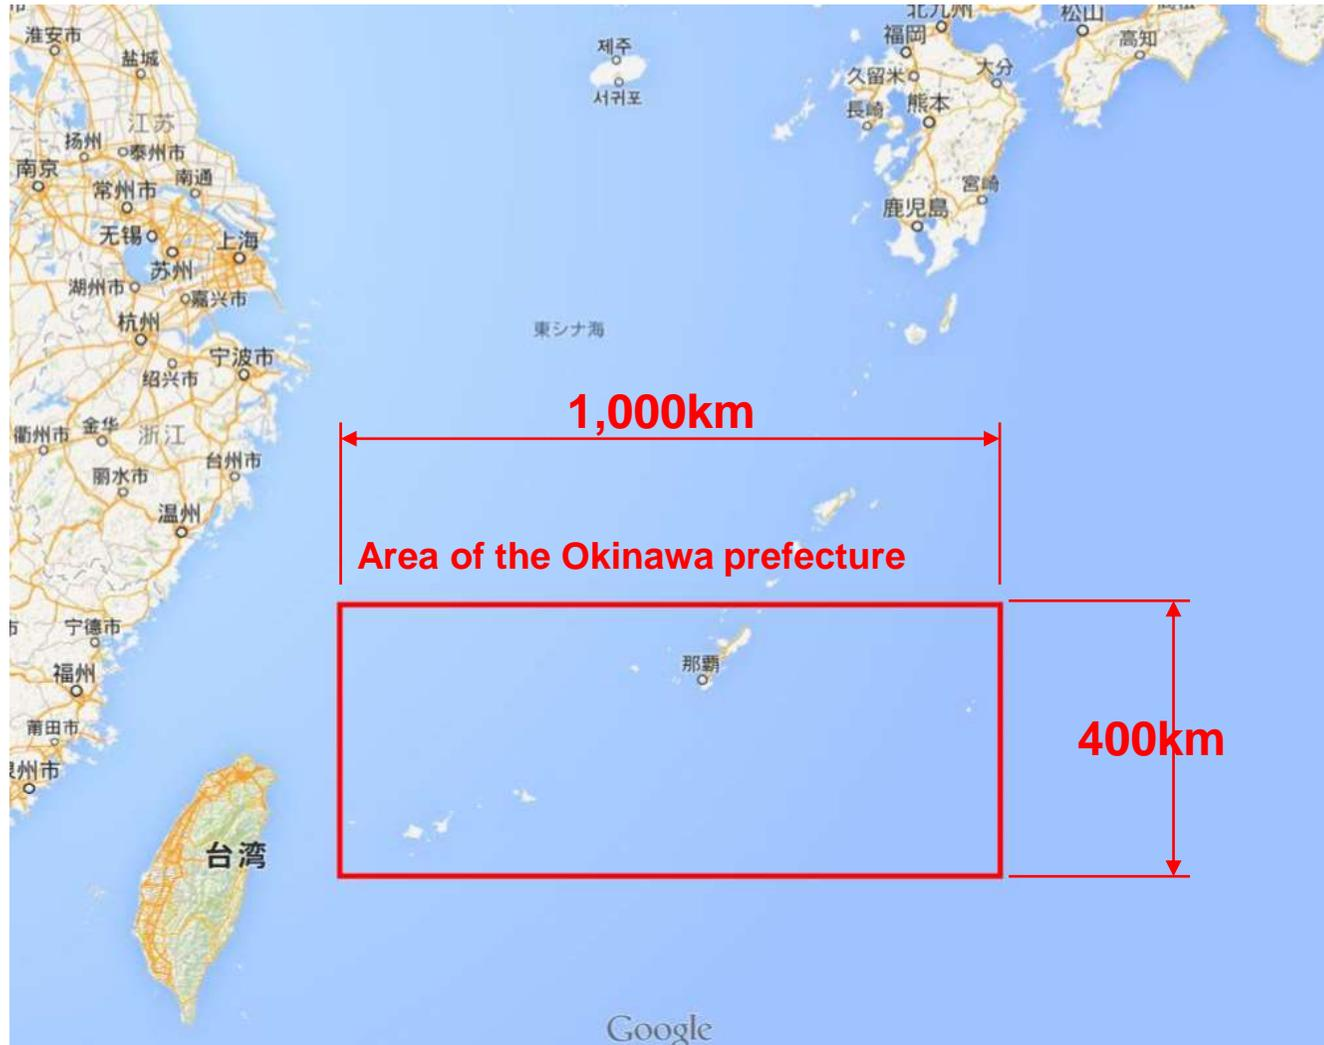 北九州
松山
淮安市
福岡
高知
제주
盐城
大分
久留米
서귀포
長崎
熊本
江苏
扬州
泰州市
南京
南通
常州市
宮崎
鹿児島
无锡
上海
苏州
湖州市
嘉兴市
杭州
東シナ海
宁波市
绍兴市
1,000km
金华
衢州市
浙江
台州市
丽水市
温州
Area of the Okinawa prefecture
宁德市
那覇
福州
莆田市
400km
泉州市
台湾
Google